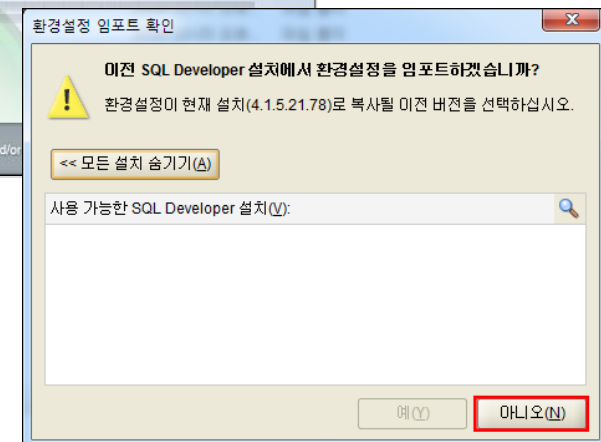 환경설정 임포트 확인
이전 SQL Developer 설치에서 환경설정을 임포트하겠습니까?
환경설정이 현재 설치(4.1.5.21.78)로 복사될 이전 버전을 선택하십시오.
d/or
<< 모든 설치 숨기기(A)
사용 가능한 SQL Developer 설치(V):
예(Y)
아니오(N)